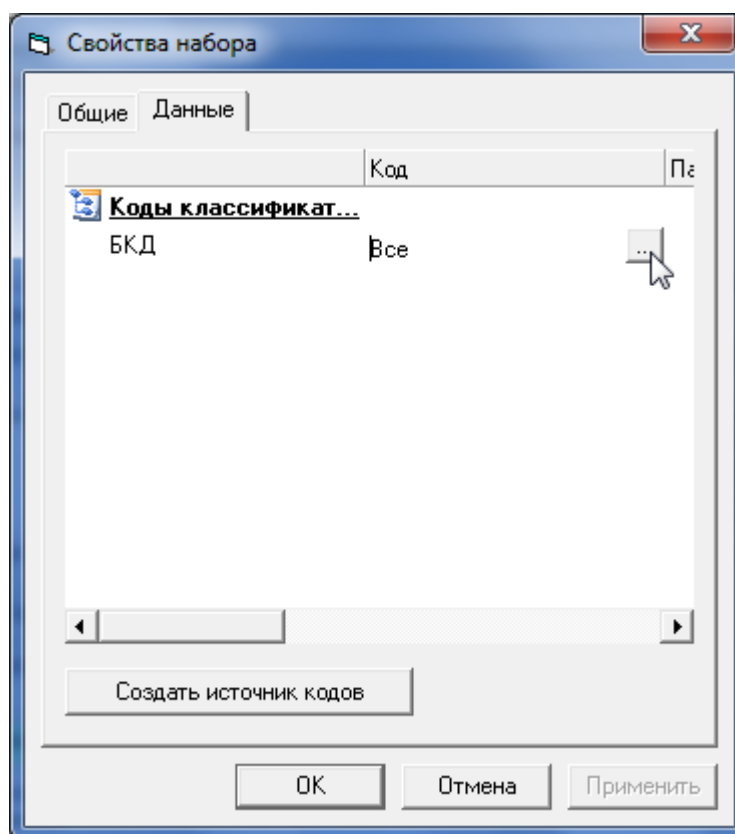 Свойства набора
Общие Данные
Код Па
Коды классификат...
БКД Все ...
Создать источник кодов
OK Отмена Применить